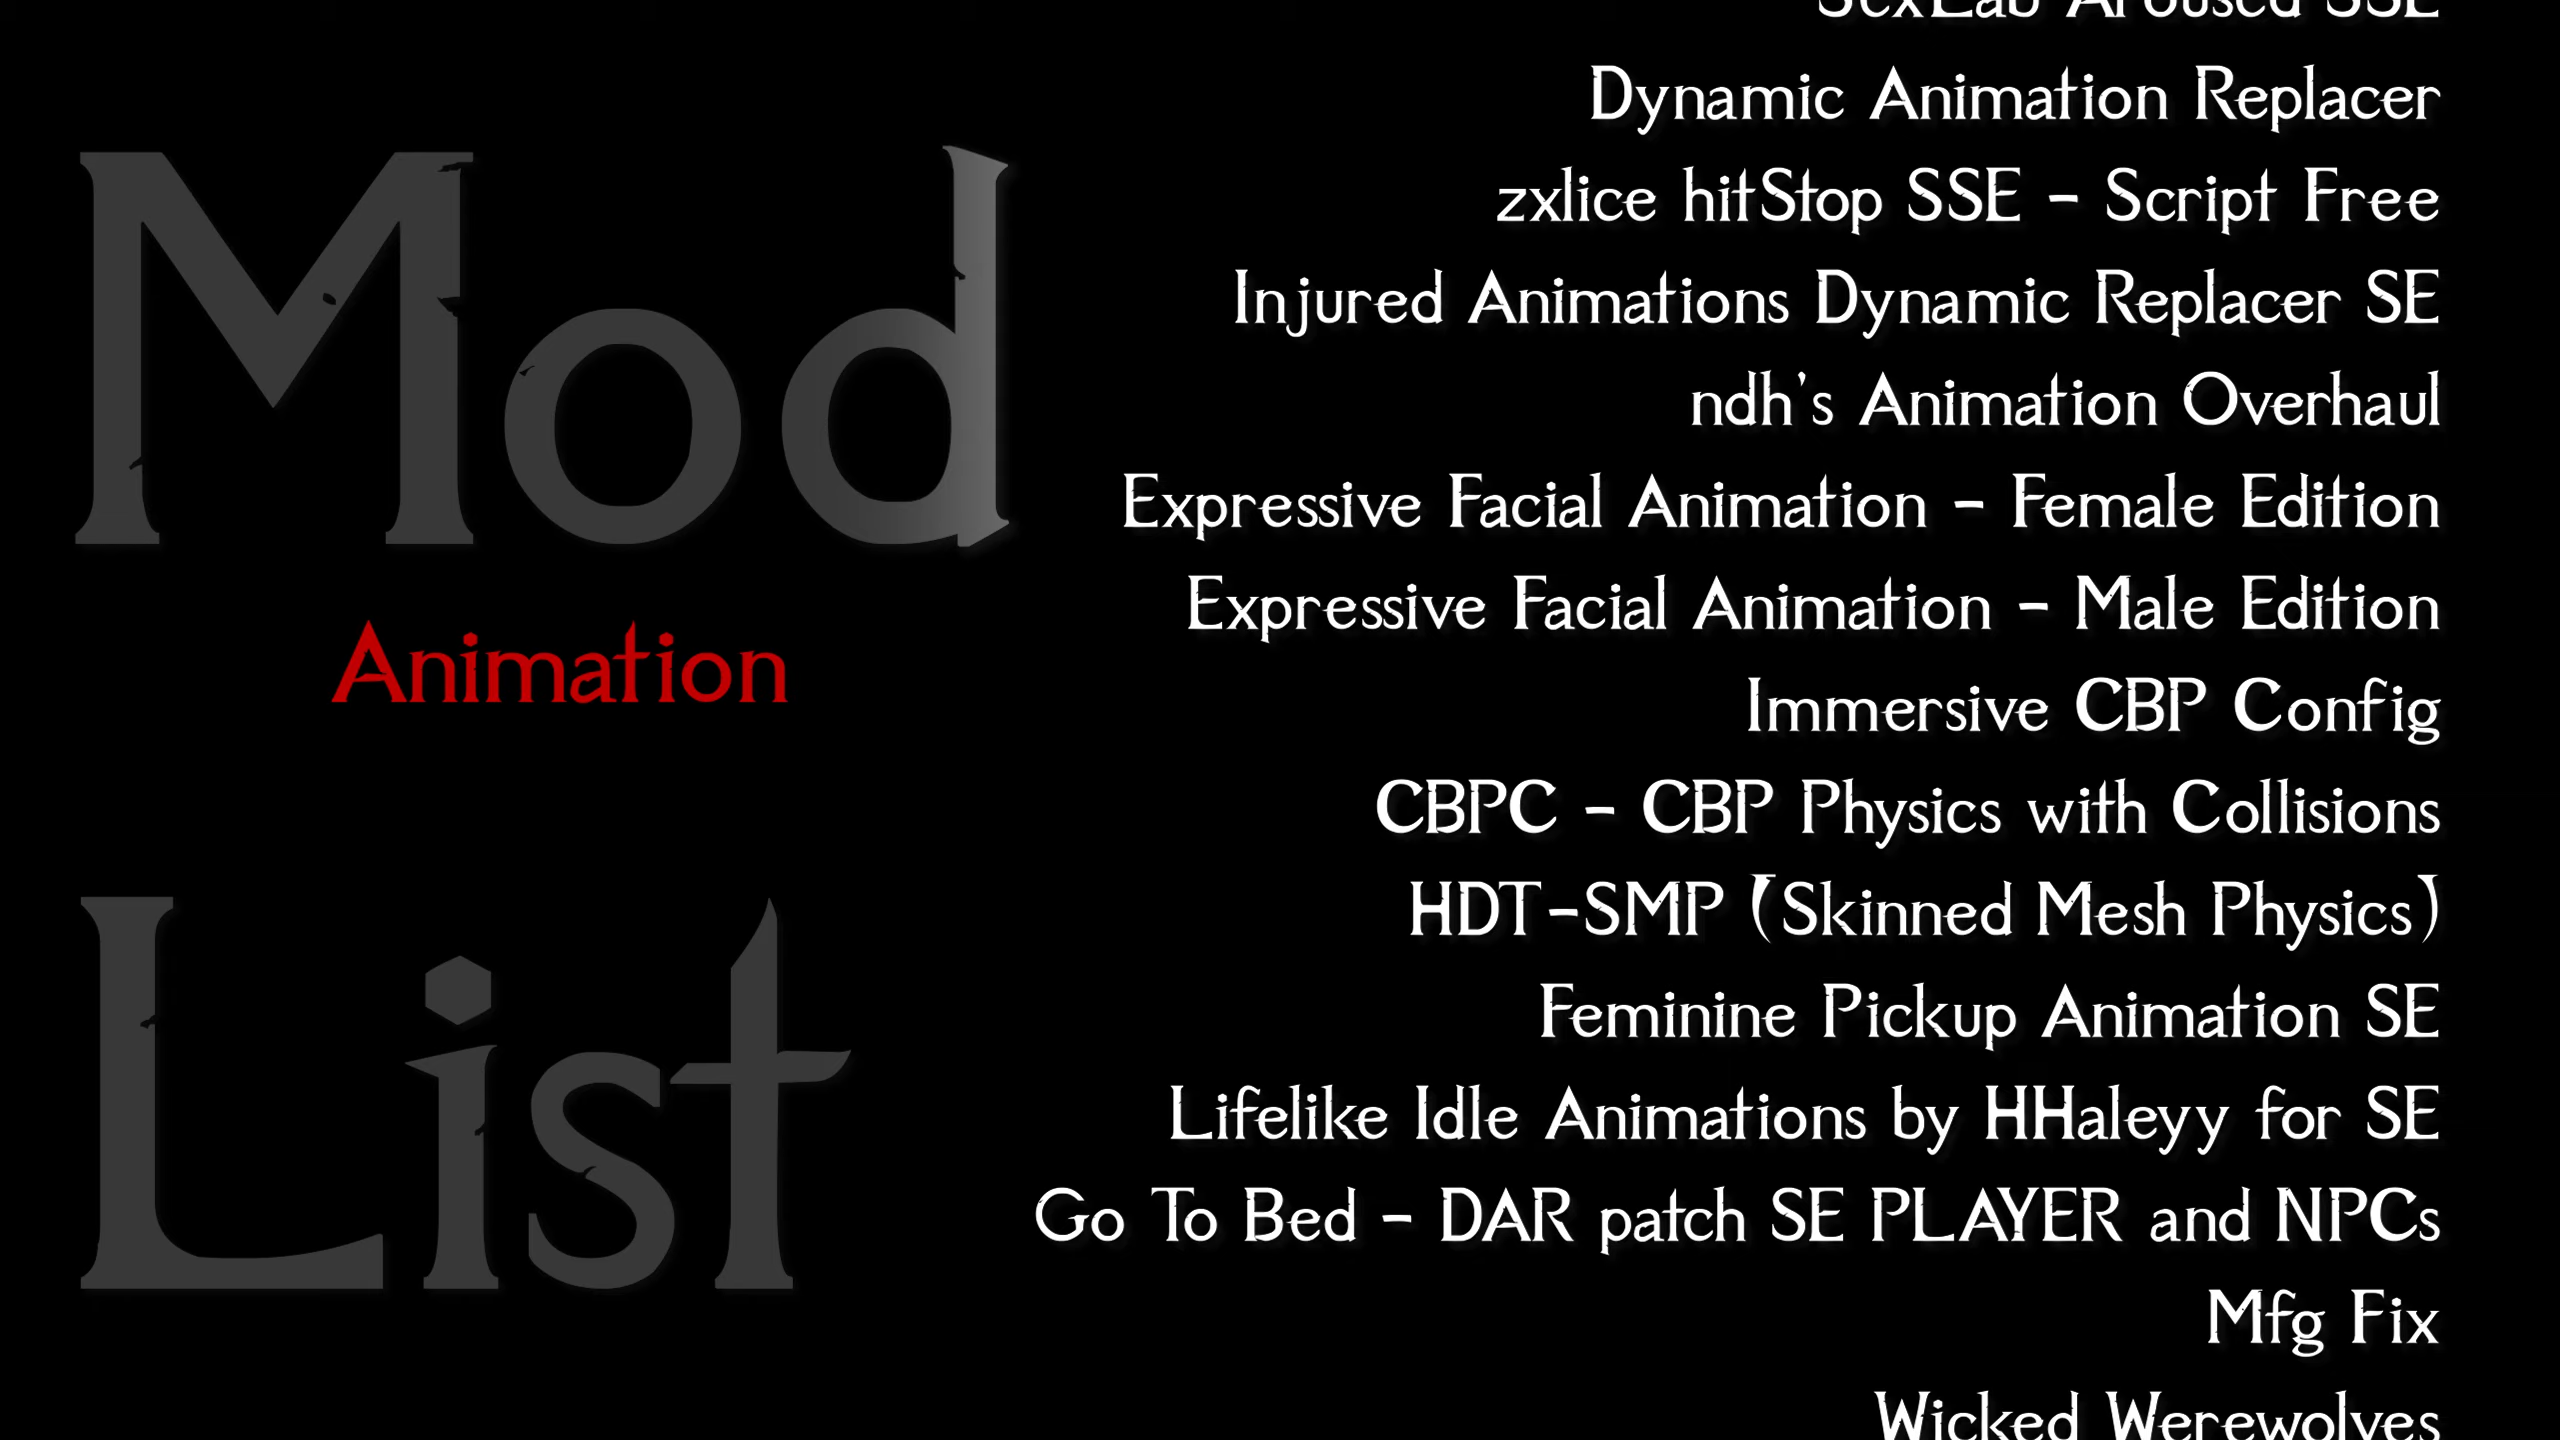 Mod
Animation
List
SexLab Aroused SSE
Dynamic Animation Replacer
zxlice hitStop SSE - Script Free
Injured Animations Dynamic Replacer SE
ndh's Animation Overhaul
Expressive Facial Animation - Female Edition
Expressive Facial Animation - Male Edition
Immersive CBP Config
CBPC - CBP Physics with Collisions
HDT-SMP (Skinned Mesh Physics)
Feminine Pickup Animation SE
Lifelike Idle Animations by HHaleyy for SE
Go To Bed - DAR patch SE PLAYER and NPCs
Mfg Fix
Wicked Werewolves